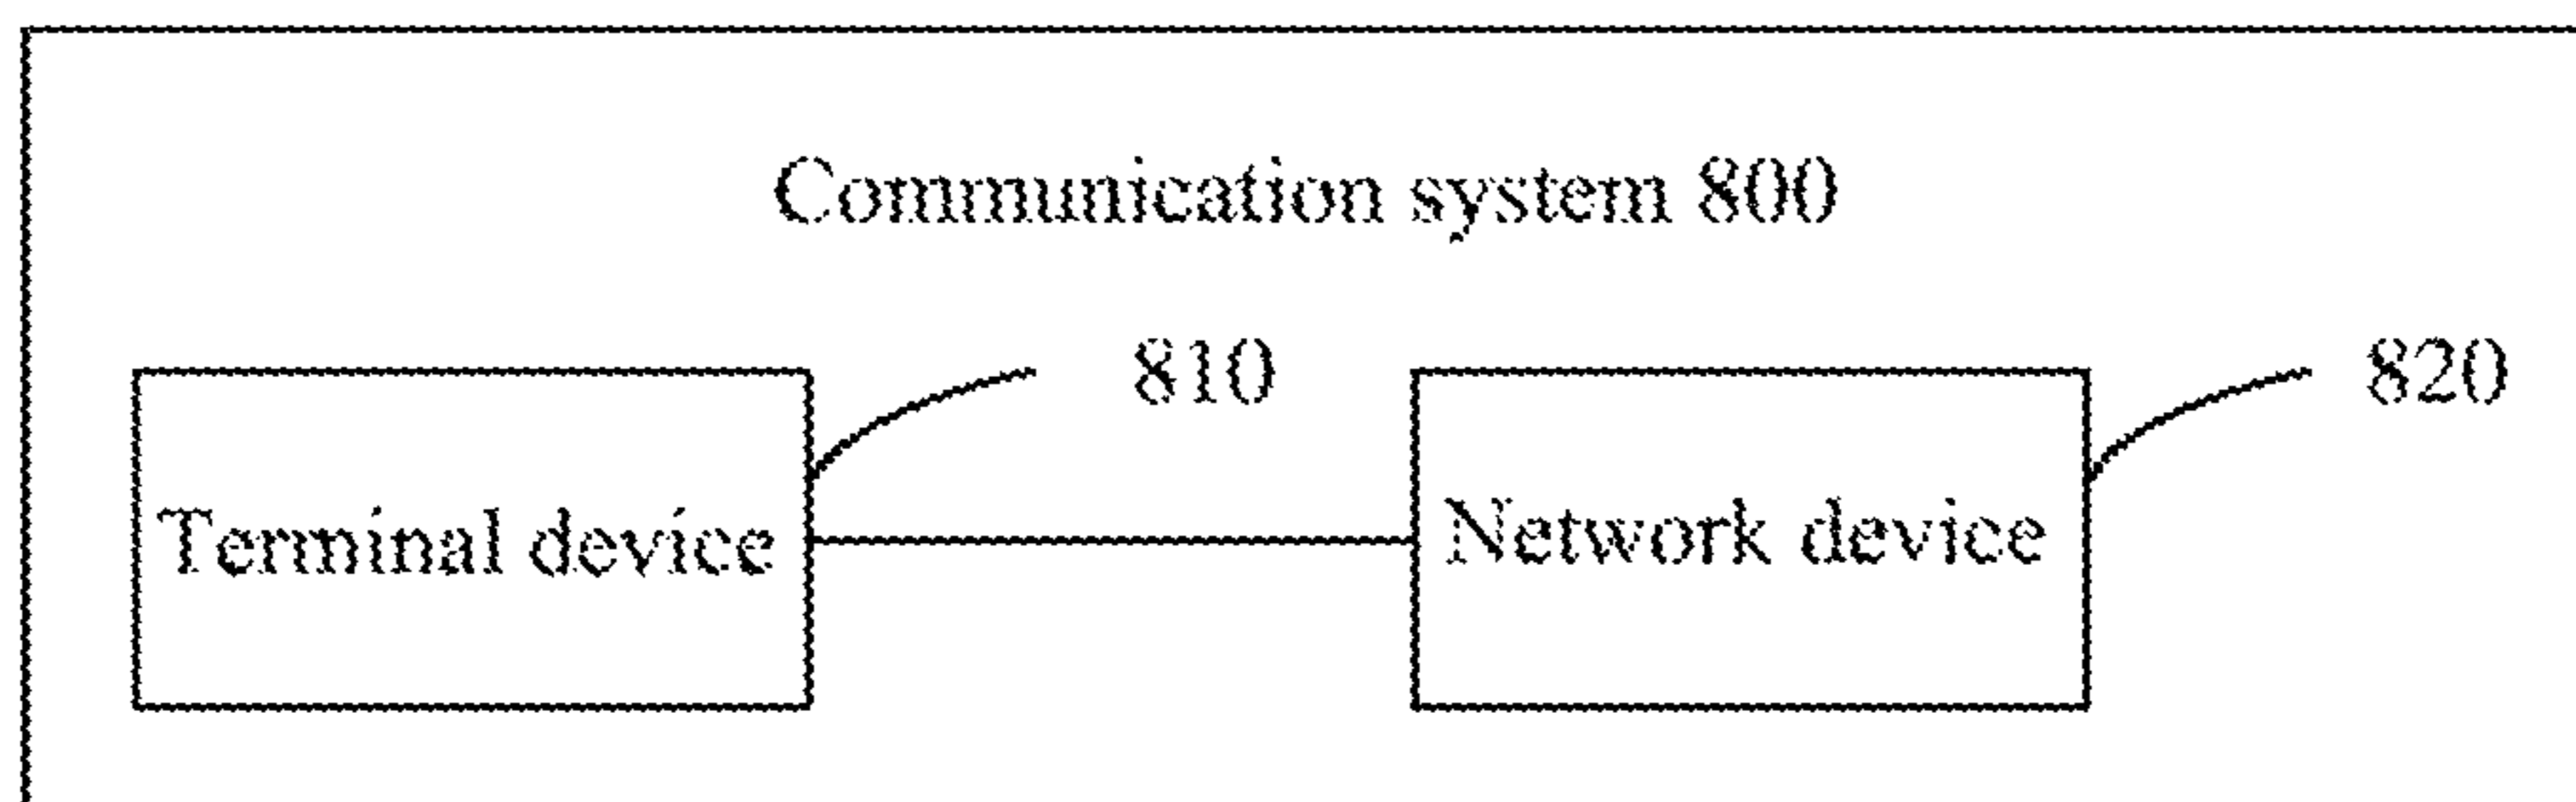 Communication system 800
810
820
Terminal device
Network device